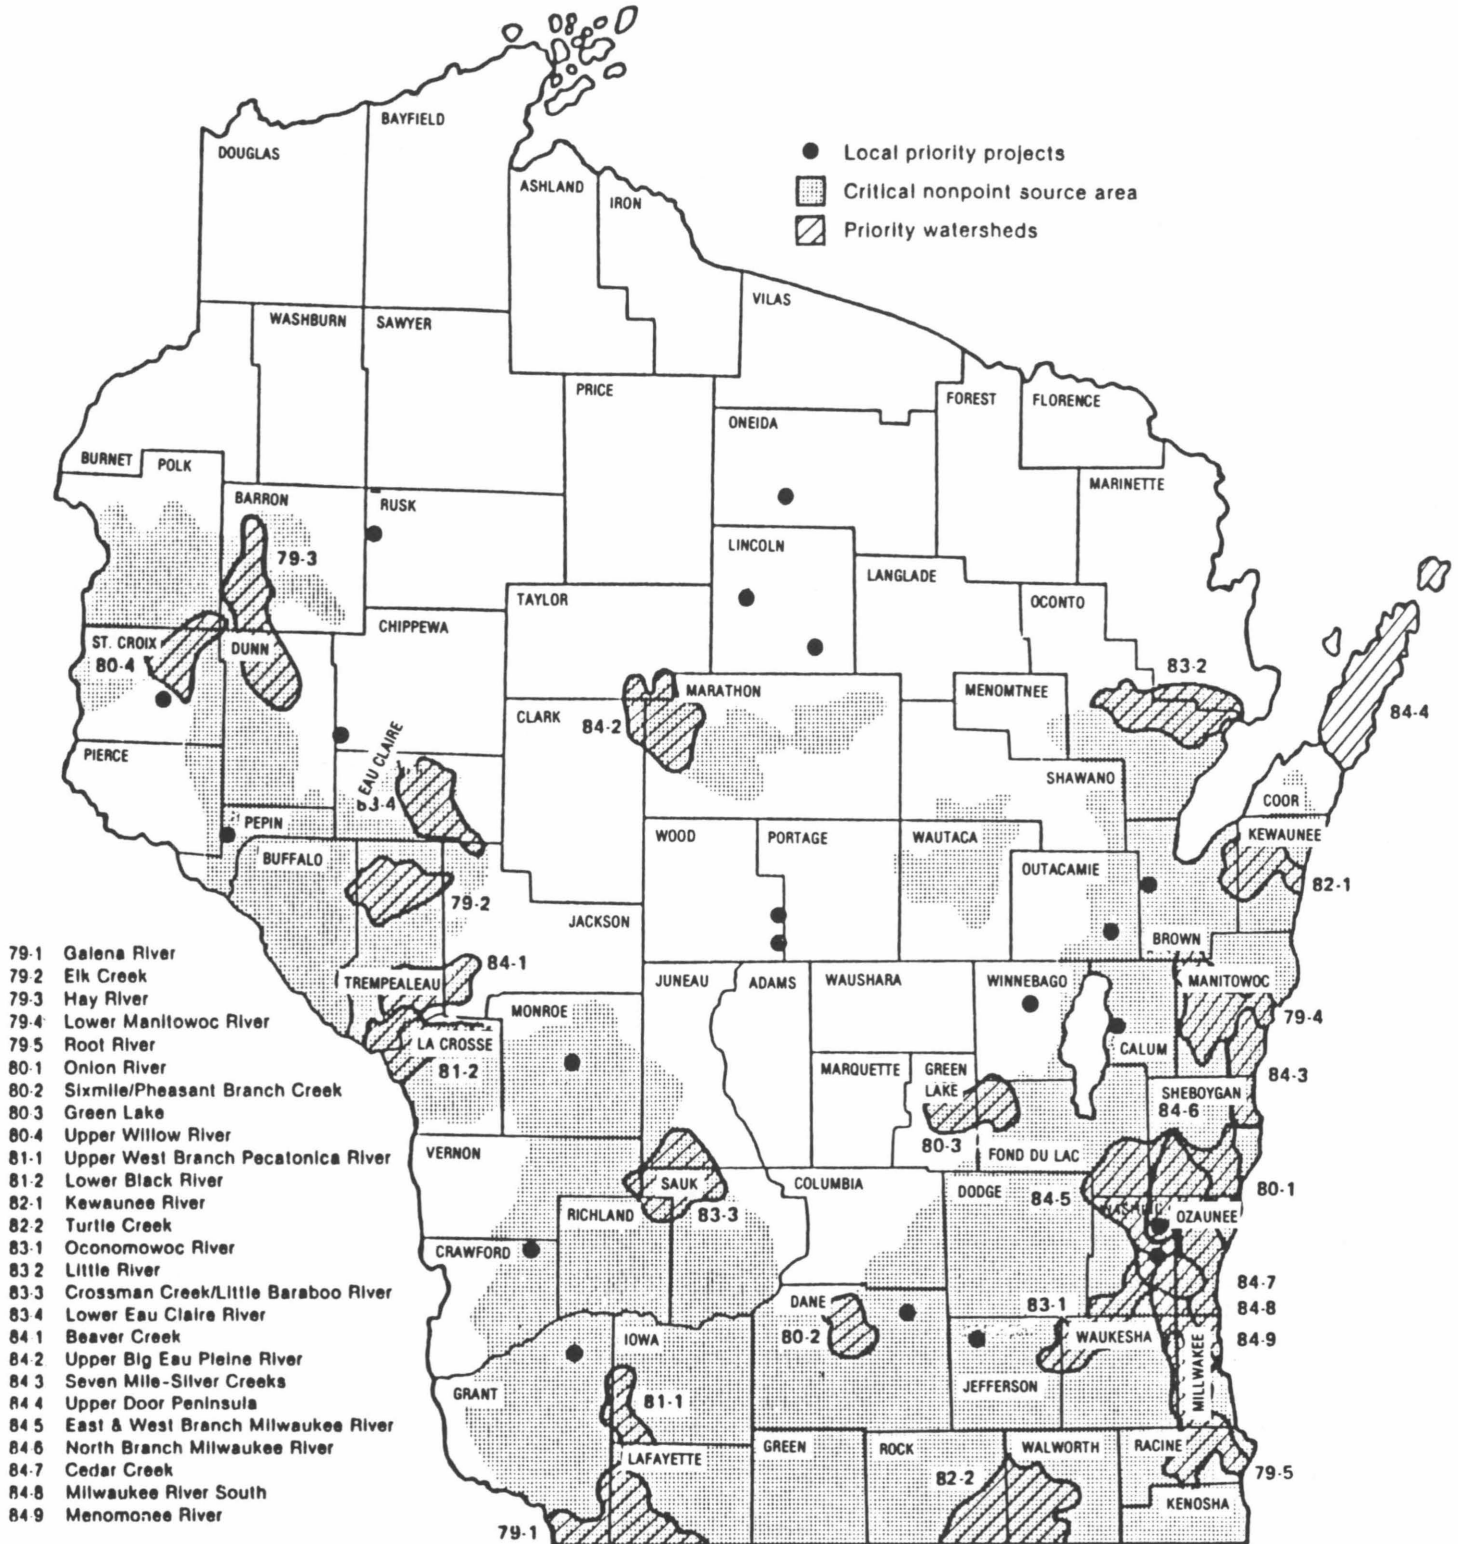 BAYFIELD
DOUGLAS
ASHLAND
IRON
Local priority projects
Critical nonpoint source area
Priority watersheds
VILAS
WASHBURN
SAWYER
PRICE
FOREST
FLORENCE
ONEIDA
BURNET
POLK
BARRON
RUSK
MARINETTE
79-3
LINCOLN
LANGLADE
TAYLOR
OCONTO
CHIPPEWA
ST. CROIX
80-4
DUNN
83-2
MARATHON
MENOMTNEE
84-4
CLARK
84-2
EAU CLAIRE
83-4
PIERCE
SHAWANO
COOR
PEPIN
WOOD
PORTAGE
WAUTACA
KEWAUNEE
BUFFALO
OUTACAMIE
82-1
79-2
JACKSON
BROWN
84-1
TREMPEALEAU
JUNEAU
ADAMS
WAUSHARA
WINNEBAGO
MANITOWOC
MONROE
79-4
LA CROSSE
81-2
CALUM
MARQUETTE
GREEN
LAKE
84-3
SHEBOYGAN
84-6
80-3
VERNON
FOND DU LAC
SAUK
COLUMBIA
DODGE
84-5
80-1
RICHLAND
83-3
OZAUNEE
CRAWFORD
84-7
DANE
83-1
84-8
80-2
IOWA
WAUKESHA
84-9
MILLWAKEE
GRANT
81-1
JEFFERSON
LAFAYETTE
GREEN
ROCK
WALWORTH
RACINE
82-2
79-5
KENOSHA
79-1
79-1 Galena River
79-2 Elk Creek
79-3 Hay River
79-4 Lower Manitowoc River
79-5 Root River
80-1 Onion River
80-2 Sixmile/Pheasant Branch Creek
80-3 Green Lake
80-4 Upper Willow River
81-1 Upper West Branch Pecatonica River
81-2 Lower Black River
82-1 Kewaunee River
82-2 Turtle Creek
83-1 Oconomowoc River
83 2 Little River
83-3 Crossman Creek/Little Baraboo River
83-4 Lower Eau Claire River
84 1 Beaver Creek
84-2 Upper Big Eau Pleine River
84 3 Seven Mile-Silver Creeks
84 4 Upper Door Peninsula
84 5 East & West Branch Milwaukee River
84-6 North Branch Milwaukee River
84-7 Cedar Creek
84-8 Milwaukee River South
84-9 Menomonee River